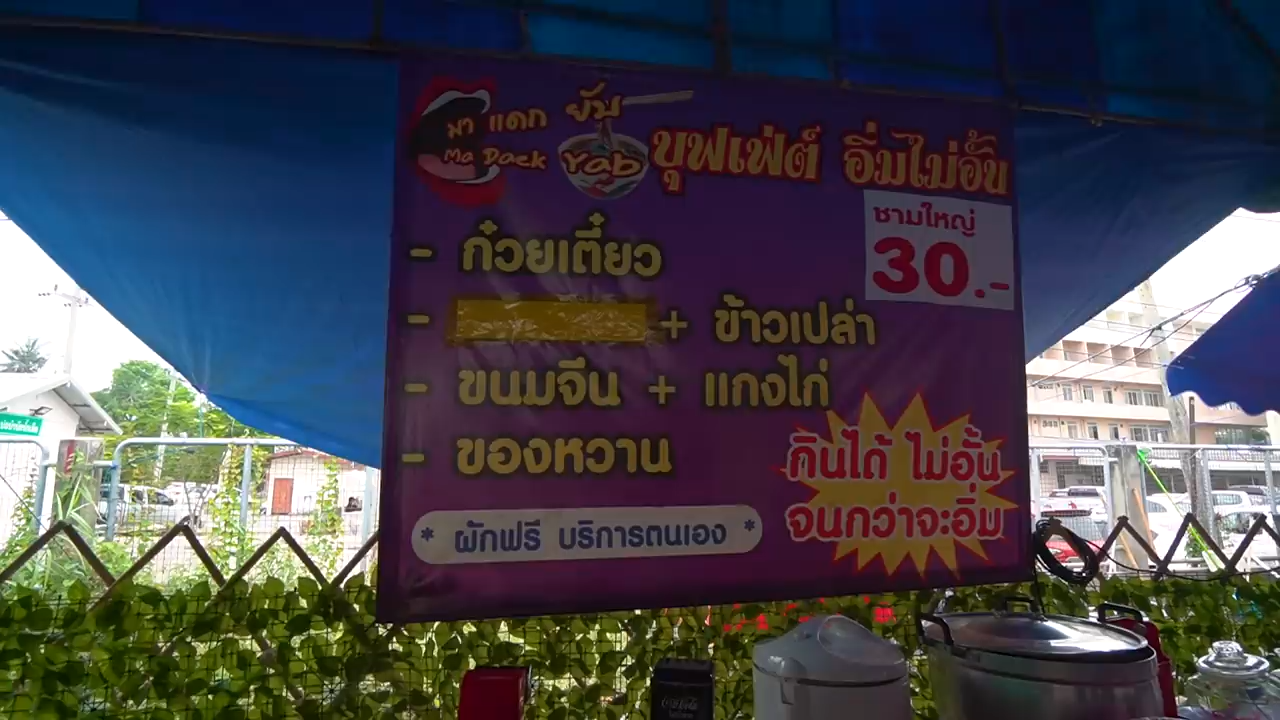 มา แดก ยับ
Ma Daek Yab
บุฟเฟ่ต์ อิ่มไม่อั้น
ชามใหญ่
30.-
- ก๋วยเตี๋ยว
- + ข้าวเปล่า
- ขนมจีน + แกงไก่
- ของหวาน
กินได้ ไม่อั้น
จนกว่าจะอิ่ม
* ผักฟรี บริการตนเอง *